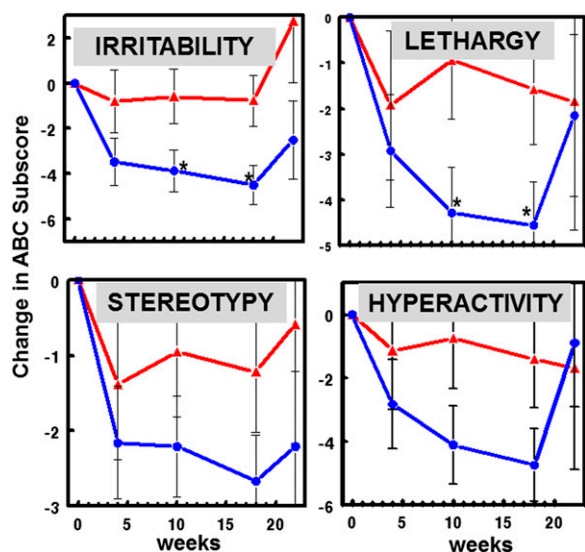 IRRITABILITY
2
0
-2
-4
-6
*
*
LETHARGY
0
-1
-2
-3
-4
-5
*
*
Change in ABC Subscore
STEREOTYPY
0
-1
-2
-3
0 5 10 15 20
weeks
HYPERACTIVITY
0
-2
-4
-6
0 5 10 15 20
weeks